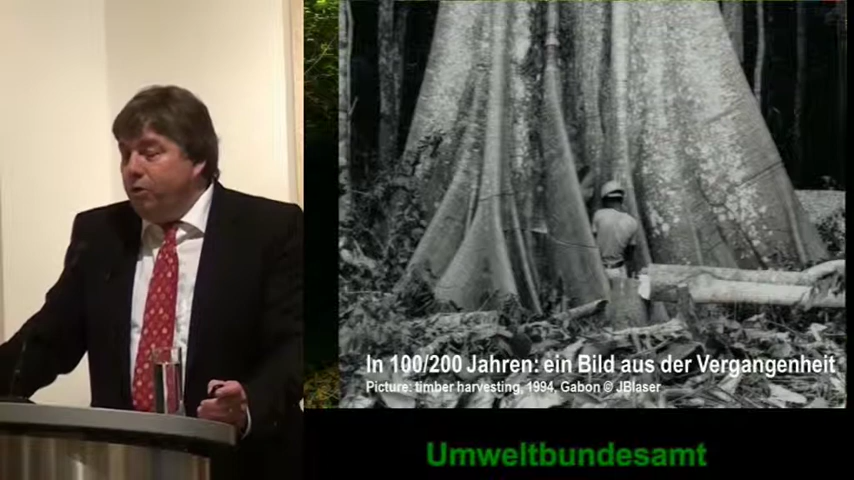 In 100/200 Jahren: ein Bild aus der Vergangenheit
Picture: timber harvesting, 1994, Gabon © JBlaser
Umweltbundesamt